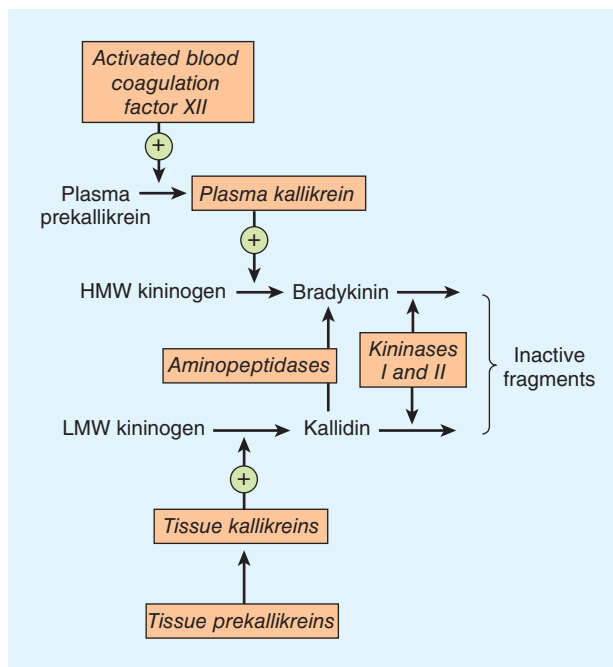 Activated blood
coagulation
factor XII
+
Plasma
prekallikrein
Plasma kallikrein
+
HMW kininogen
Bradykinin
Aminopeptidases
Kininases
I and II
Inactive
fragments
LMW kininogen
Kallidin
+
Tissue kallikreins
Tissue prekallikreins